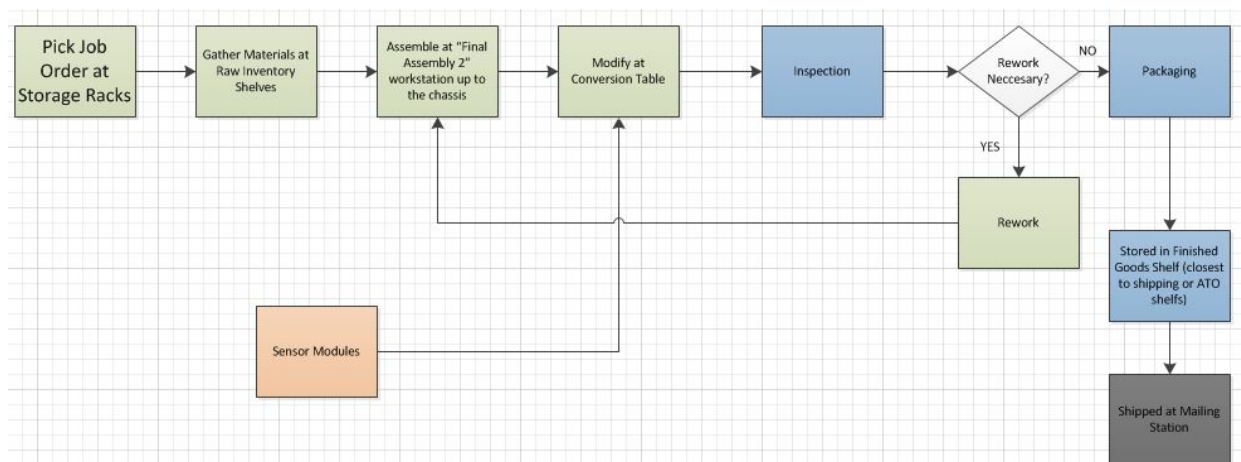 Pick Job
Order at
Storage Racks
Gather Materials at
Raw Inventory
Shelves
Assemble at "Final
Assembly 2"
workstation up to
the chassis
Modify at
Conversion Table
Inspection
Rework
Neccesary?
NO
Packaging
YES
Rework
Stored in Finished
Goods Shelf (closest
to shipping or ATO
shelfs)
Sensor Modules
Shipped at Mailing
Station